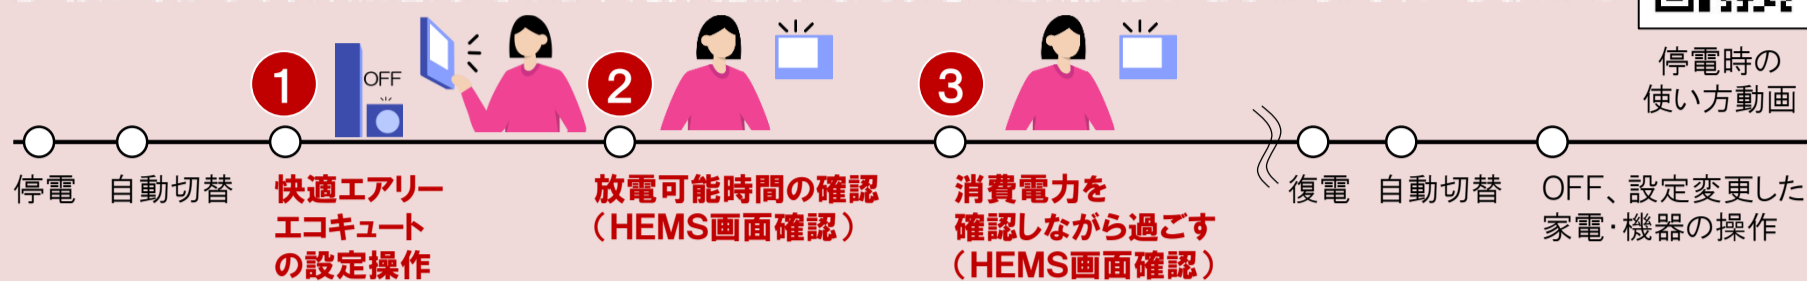 停電時の
使い方動画
1
OFF
2
3
停電
自動切替
快適エアリー
エコキュート
の設定操作
放電可能時間の確認
（HEMS画面確認）
消費電力を
確認しながら過ごす
（HEMS画面確認）
復電
自動切替
OFF、設定変更した
家電・機器の操作